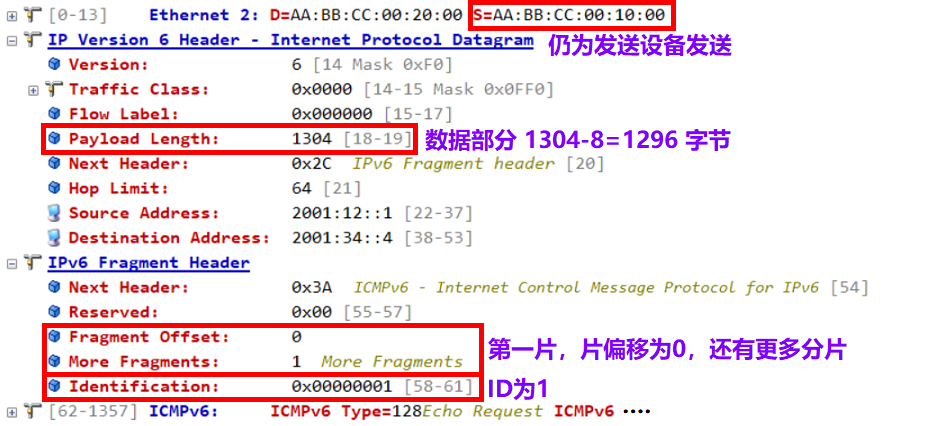 [0-13] Ethernet 2: D=AA:BB:CC:00:20:00 S=AA:BB:CC:00:10:00
IP Version 6 Header - Internet Protocol Datagram 仍为发送设备发送
Version: 6 [14 Mask 0xF0]
Traffic Class: 0x0000 [14-15 Mask 0x0FF0]
Flow Label: 0x000000 [15-17]
Payload Length: 1304 [18-19] 数据部分 1304-8=1296 字节
Next Header: 0x2C IPv6 Fragment header [20]
Hop Limit: 64 [21]
Source Address: 2001:12::1 [22-37]
Destination Address: 2001:34::4 [38-53]
IPv6 Fragment Header
Next Header: 0x3A ICMPv6 - Internet Control Message Protocol for IPv6 [54]
Reserved: 0x00 [55-57]
Fragment Offset: 0
More Fragments: 1 More Fragments
第一片，片偏移为0，还有更多分片
Identification: 0x00000001 [58-61] ID为1
[62-1357] ICMPv6: ICMPv6 Type=128Echo Request ICMPv6 ····